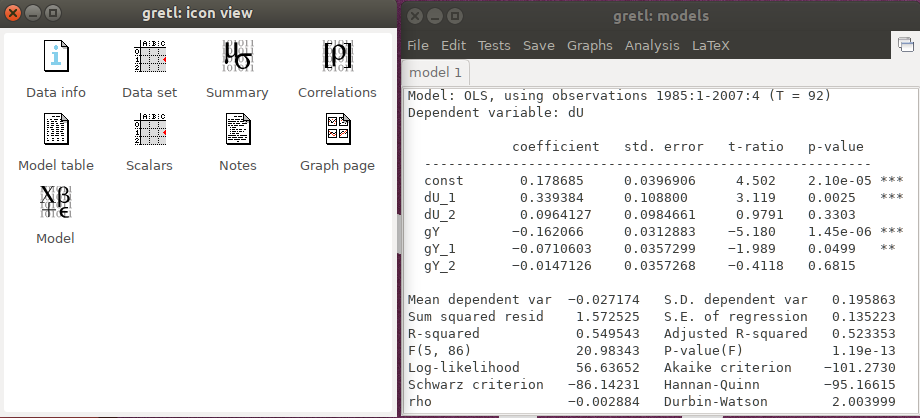 gretl: icon view
Data info Data set Summary Correlations
Model table Scalars Notes Graph page
Model
gretl: models
File Edit Tests Save Graphs Analysis LaTeX
model 1
Model: OLS, using observations 1985:1-2007:4 (T = 92)
Dependent variable: dU
coefficient std. error t-ratio p-value
---------------------------------------------------------
const 0.178685 0.0396906 4.502 2.10e-05 ***
dU_1 0.339384 0.108800 3.119 0.0025 ***
dU_2 0.0964127 0.0984661 0.9791 0.3303
gY −0.162066 0.0312883 −5.180 1.45e-06 ***
gY_1 −0.0710603 0.0357299 −1.989 0.0499 **
gY_2 −0.0147126 0.0357268 −0.4118 0.6815
Mean dependent var −0.027174 S.D. dependent var 0.195863
Sum squared resid 1.572525 S.E. of regression 0.135223
R-squared 0.549543 Adjusted R-squared 0.523353
F(5, 86) 20.98343 P-value(F) 1.19e-13
Log-likelihood 56.63652 Akaike criterion −101.2730
Schwarz criterion −86.14231 Hannan-Quinn −95.16615
rho −0.002884 Durbin-Watson 2.003999